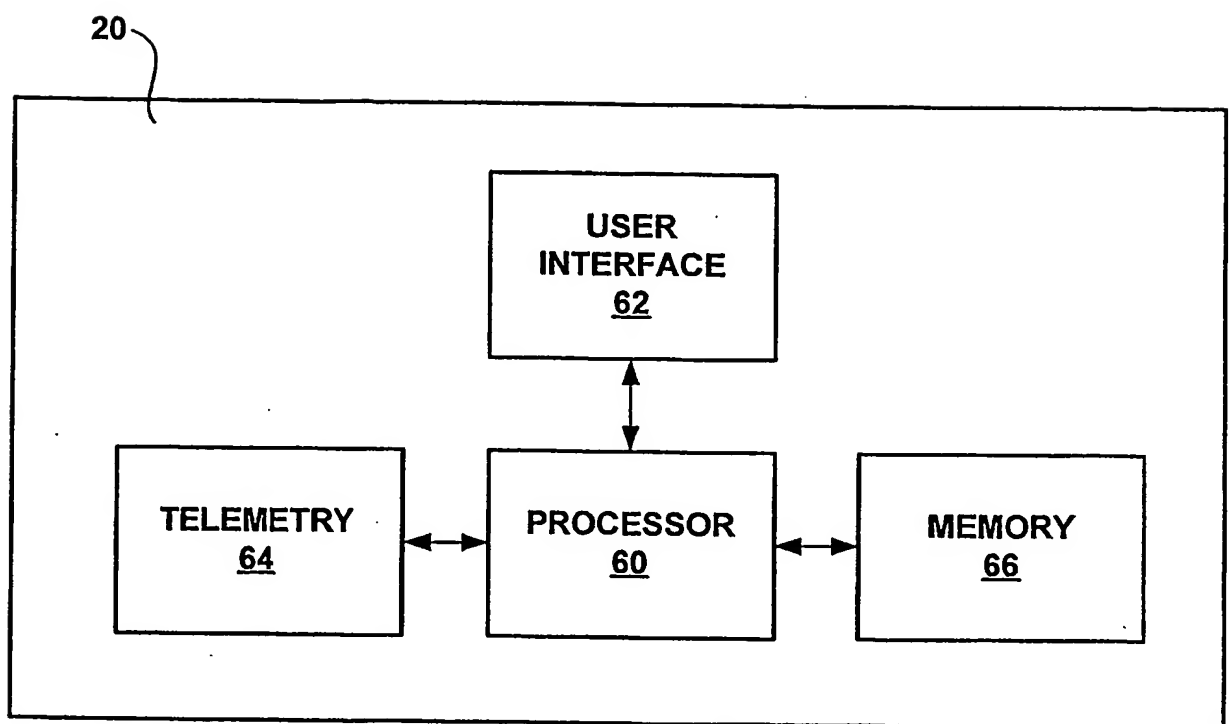 20
USER
INTERFACE
62
TELEMETRY
64
PROCESSOR
60
MEMORY
66